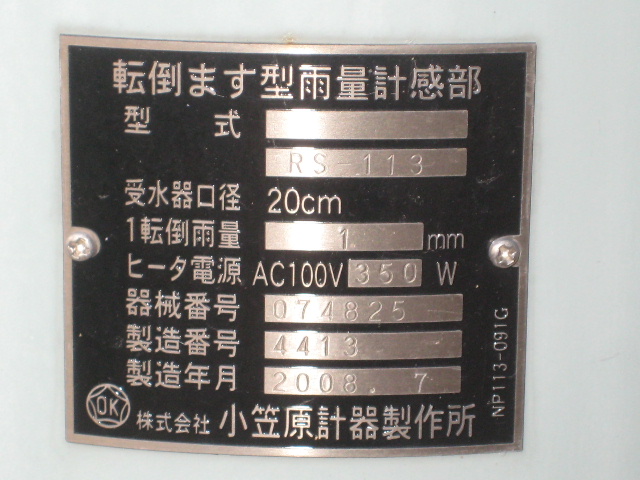 転倒ます型雨量計感部
型 式
RS-113
受水器口径 20cm
1転倒雨量 1 mm
ヒータ電源 AC100V 350 W
器械番号 074825
製造番号 4413
製造年月 2008. 7
OK 株式会社 小笠原計器製作所
NP113-091G